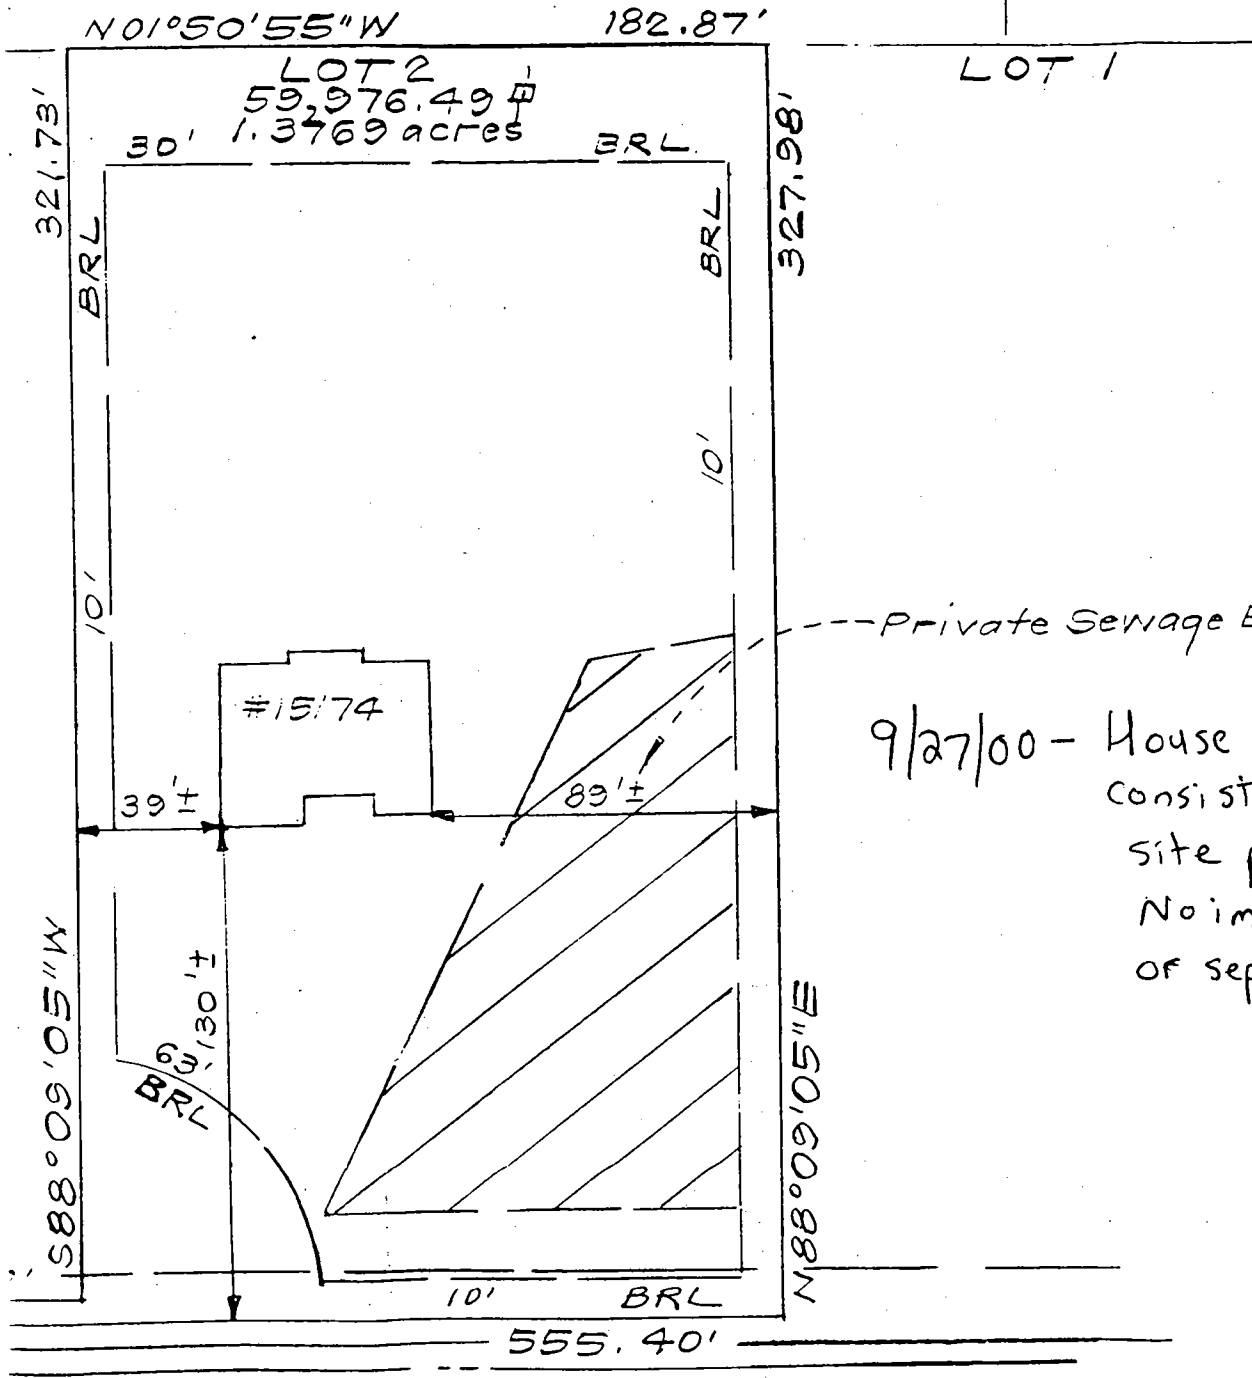 N01°50'55"W 182.87'
LOT 2
59,976.49
1.3769 acres
LOT 1
321.73'
30' BRL
BRL
BRL
327.98'
10'
10'
Private Sewage E
#15174
9/27/00 - House
consist
site
No im
of sep
39'±
89'±
S88°09'05"W
130'±
63'
BRL
N88°09'05"E
10' BRL
555.40'